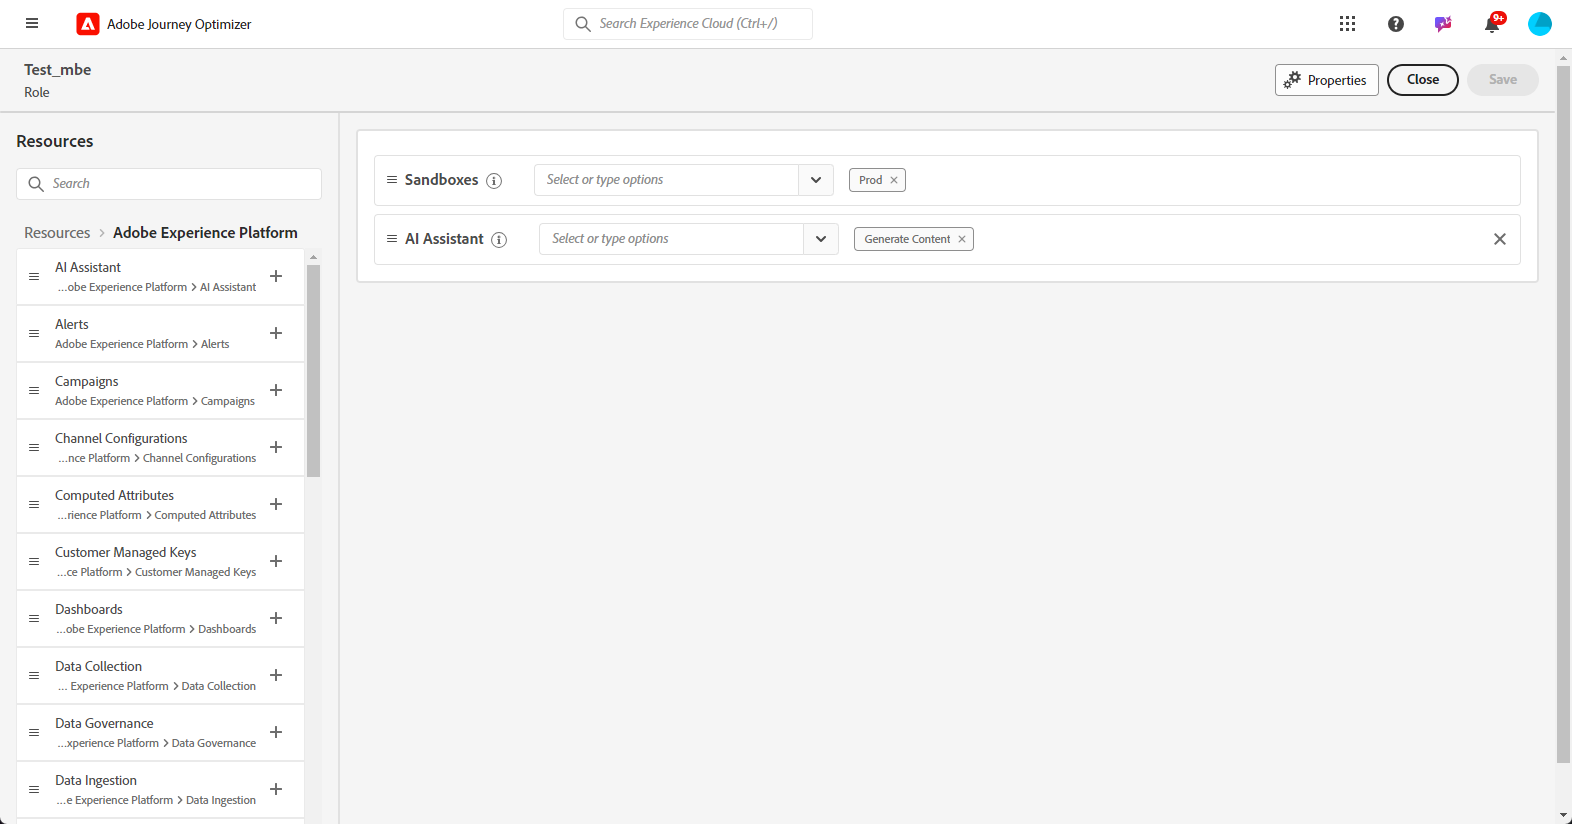 Adobe Journey Optimizer
Search Experience Cloud (Ctrl+/)
9+
Test_mbe
Role
Properties
Close
Save
Resources
Search
Resources > Adobe Experience Platform
AI Assistant
...obe Experience Platform > AI Assistant
Alerts
Adobe Experience Platform > Alerts
Campaigns
Adobe Experience Platform > Campaigns
Channel Configurations
...nce Platform > Channel Configurations
Computed Attributes
...rience Platform > Computed Attributes
Customer Managed Keys
...ce Platform > Customer Managed Keys
Dashboards
...obe Experience Platform > Dashboards
Data Collection
... Experience Platform > Data Collection
Data Governance
...xperience Platform > Data Governance
Data Ingestion
...e Experience Platform > Data Ingestion
Sandboxes
Select or type options
Prod
AI Assistant
Select or type options
Generate Content